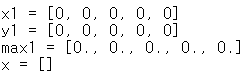 x1 = [0, 0, 0, 0, 0]
y1 = [0, 0, 0, 0, 0]
max1 = [0., 0., 0., 0., 0.]
x = []